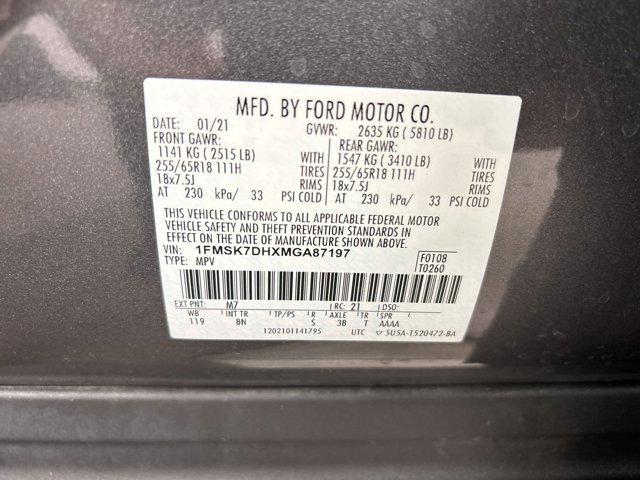 MFD. BY FORD MOTOR CO.
DATE: 01/21 GVWR: 2635 KG ( 5810 LB)
FRONT GAWR: REAR GAWR:
1141 KG ( 2515 LB) WITH 1547 KG ( 3410 LB) WITH
255/65R18 111H TIRES 255/65R18 111H TIRES
18x7.5J RIMS 18x7.5J RIMS
AT 230 kPa/ 33 PSI COLD AT 230 kPa/ 33 PSI COLD
THIS VEHICLE CONFORMS TO ALL APPLICABLE FEDERAL MOTOR
VEHICLE SAFETY AND THEFT PREVENTION STANDARDS IN
EFFECT ON THE DATE OF MANUFACTURE SHOWN ABOVE.
VIN: 1FMSK7DHXMGA87197 F0108
TYPE: MPV T0260
EXT PNT: M7 RC: 21 DSO:
WB INT TR TP/PS R AXLE TR SPR
119 8N S 3B T AAAA
1202101141795 UTC ▽ 5U5A-1520472-BA